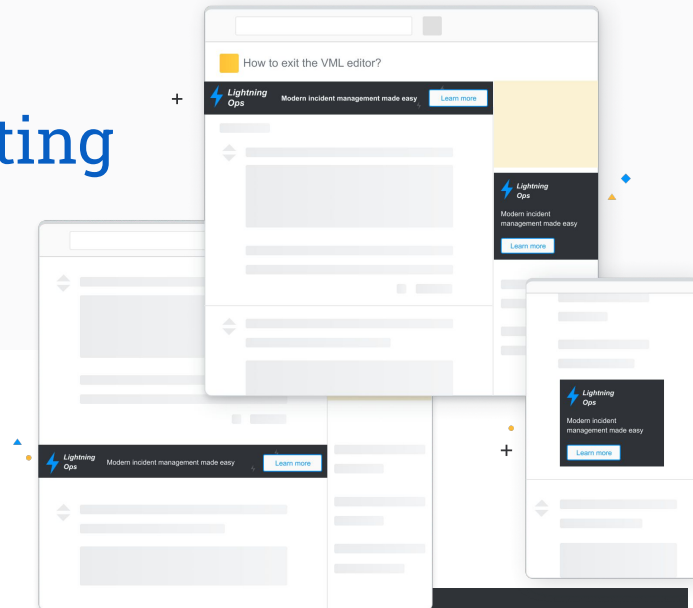 ting
How to exit the VML editor?
Lightning
Ops
Modern incident management made easy
Learn more
Lightning
Ops
Modern incident
management made easy
Learn more
Lightning
Ops
Modern incident management made easy
Learn more
Lightning
Ops
Modern incident
management made easy
Learn more